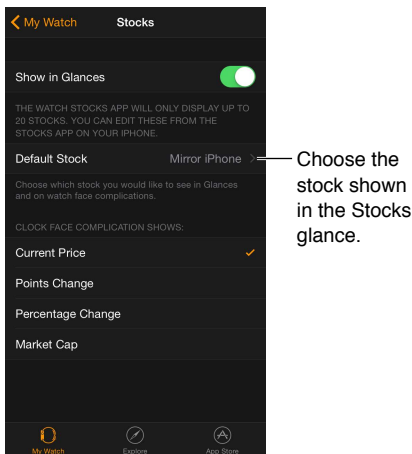 My Watch Stocks
Show in Glances
THE WATCH STOCKS APP WILL ONLY DISPLAY UP TO
20 STOCKS. YOU CAN EDIT THESE FROM THE
STOCKS APP ON YOUR IPHONE.
Default Stock Mirror iPhone
Choose which stock you would like to see in Glances
and on watch face complications.
CLOCK FACE COMPLICATION SHOWS:
Current Price
Points Change
Percentage Change
Market Cap
My Watch Explore App Store
Choose the
stock shown
in the Stocks
glance.